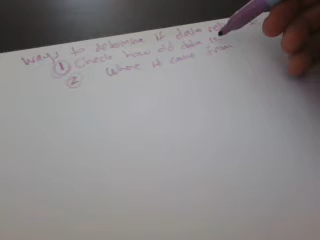 Ways to determine if data
① Check how old data is
② Where it came from